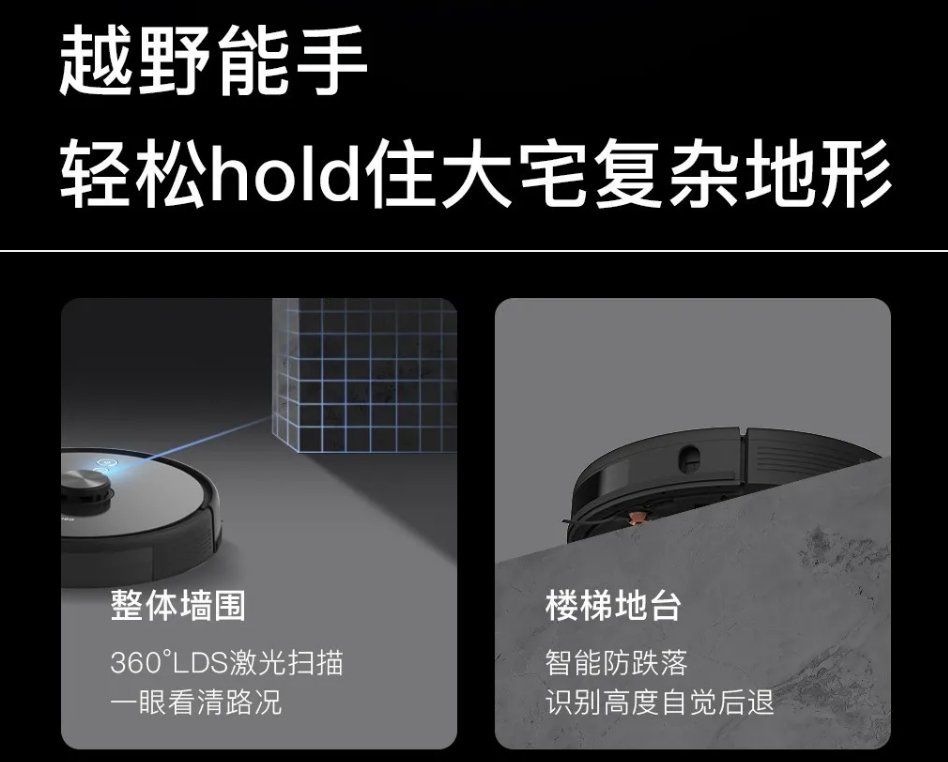 越野能手
轻松hold住大宅复杂地形
整体墙围
360°LDS激光扫描
一眼看清路况
楼梯地台
智能防跌落
识别高度自觉后退